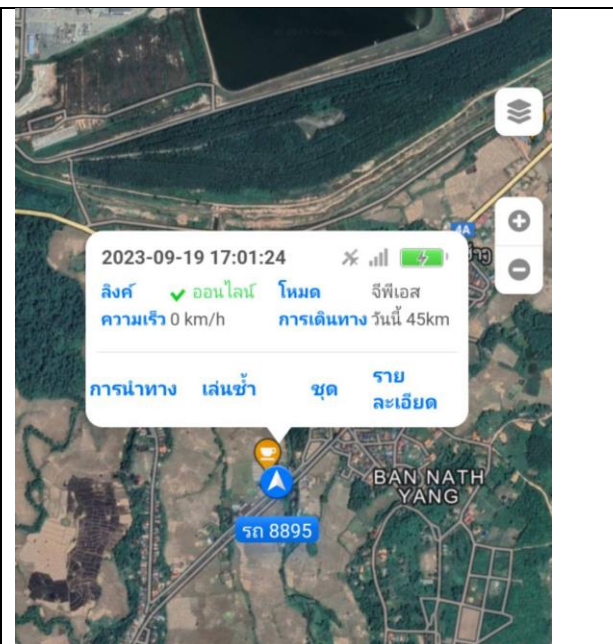 4A
2023-09-19 17:01:24
ลิงค์ ออนไลน์ โหมด จีพีเอส
ความเร็ว 0 km/h การเดินทาง วันนี้ 45km
การนำทาง เล่นซ้ำ ชุด ราย
ละเอียด
BAN NATH
YANG
รถ 8895